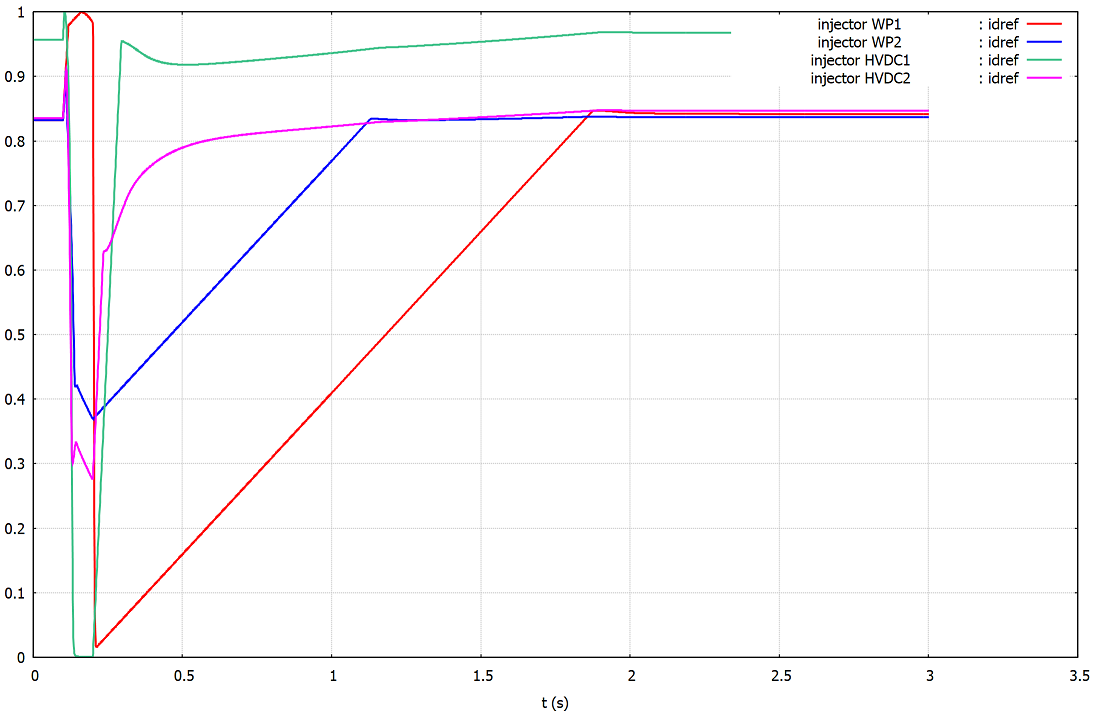 1
0.9
0.8
0.7
0.6
0.5
0.4
0.3
0.2
0.1
0
injector WP1 : idref
injector WP2 : idref
injector HVDC1 : idref
injector HVDC2 : idref
0 0.5 1 1.5 2 2.5 3 3.5
t (s)